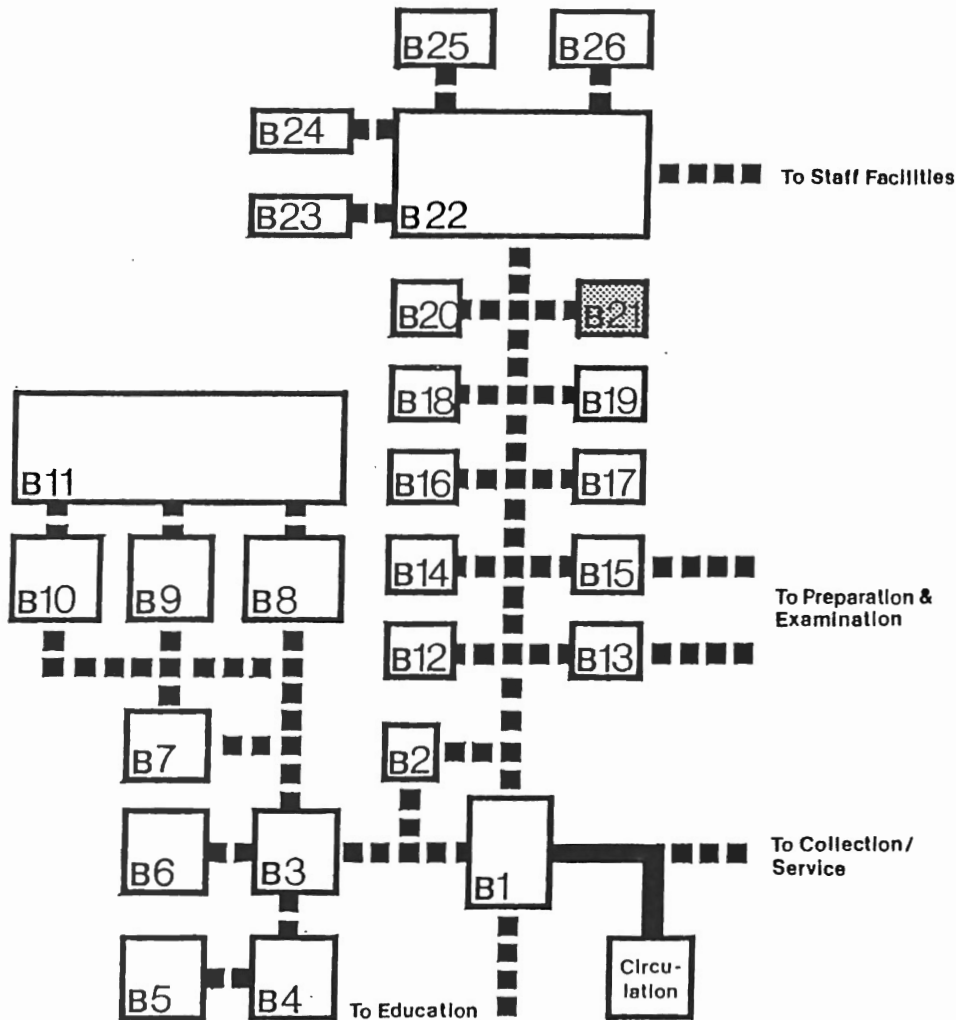 B25
B26
B24
To Staff Facilities
B23
B22
B20
B21
B18
B19
B11
B16
B17
B10
B9
B8
B14
B15
To Preparation &
Examination
B12
B13
B7
B2
To Collection/
Service
B6
B3
B1
Circu-
lation
B5
B4
To Education